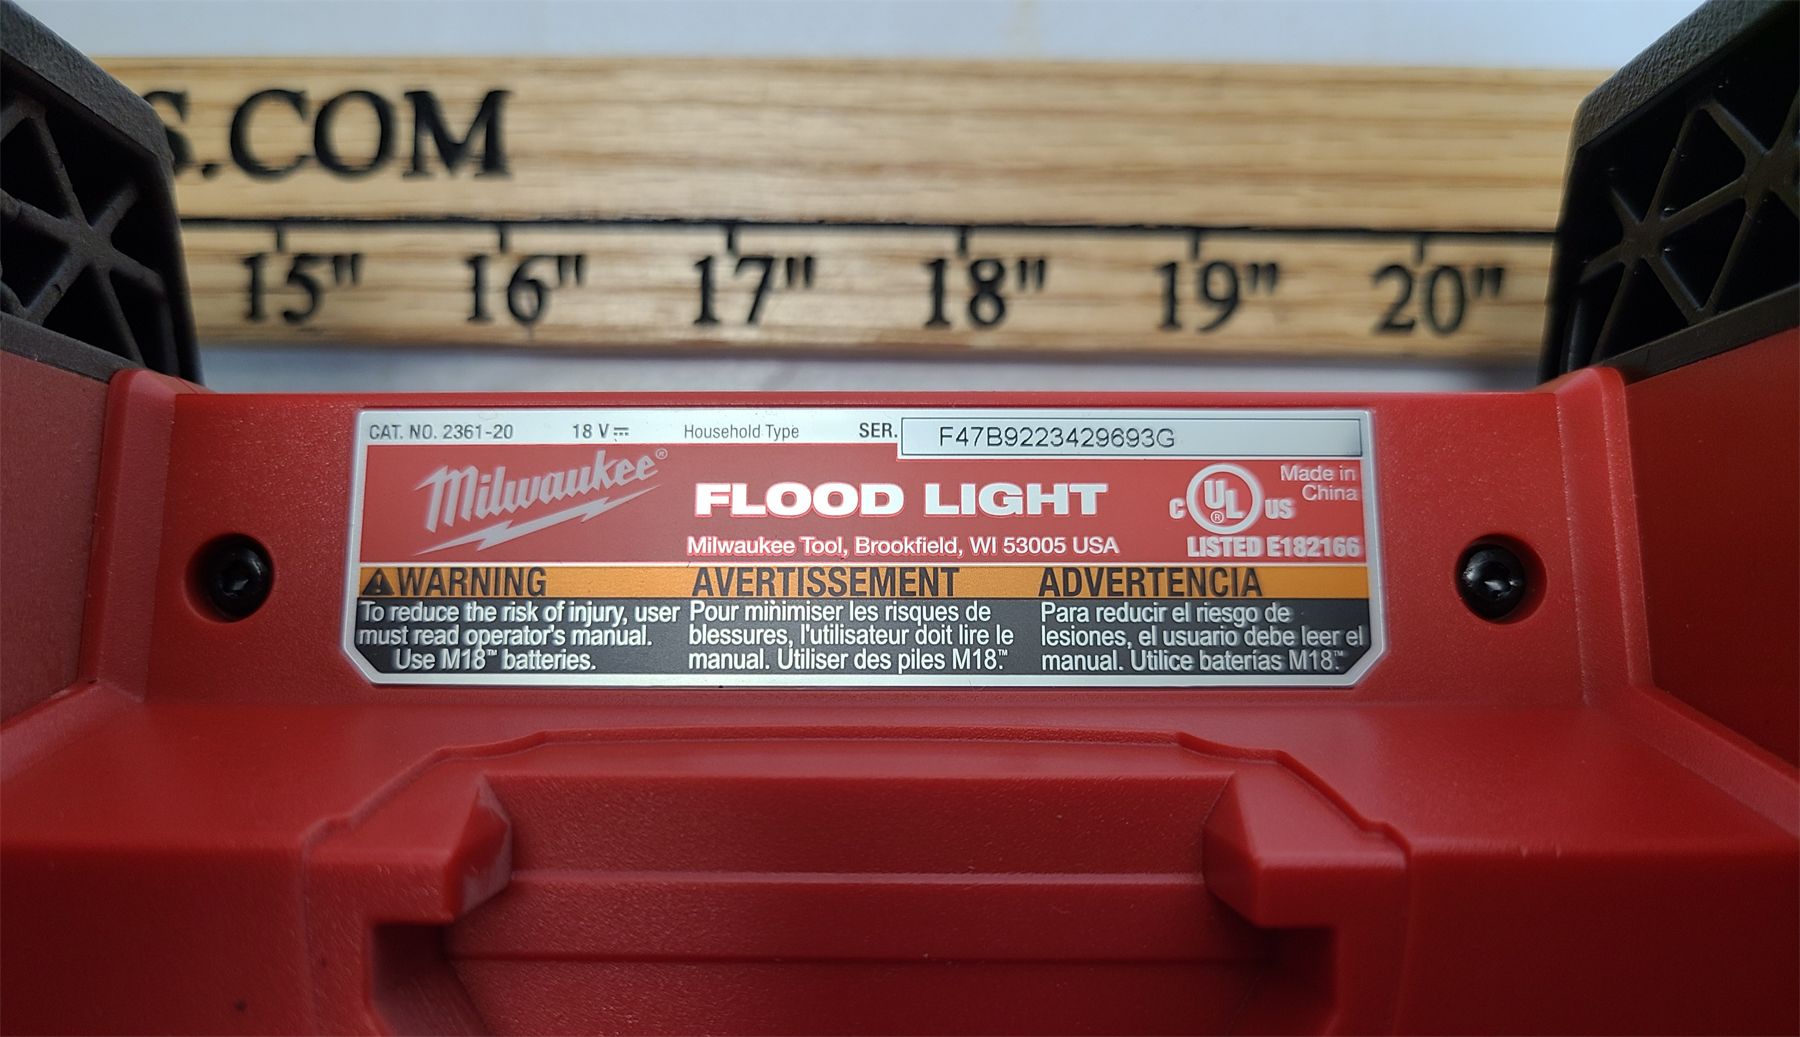 S.COM
15" 16" 17" 18" 19" 20"
CAT. NO. 2361-20 18 V⎓ Household Type SER. F47B9223429693G
Milwaukee®
FLOOD LIGHT
Milwaukee Tool, Brookfield, WI 53005 USA
C UL® US
Made in
China
LISTED E182166
⚠WARNING
To reduce the risk of injury, user
must read operator's manual.
Use M18™ batteries.
AVERTISSEMENT
Pour minimiser les risques de
blessures, l'utilisateur doit lire le
manual. Utiliser des piles M18.™
ADVERTENCIA
Para reducir el riesgo de
lesiones, el usuario debe leer el
manual. Utilice baterías M18.™